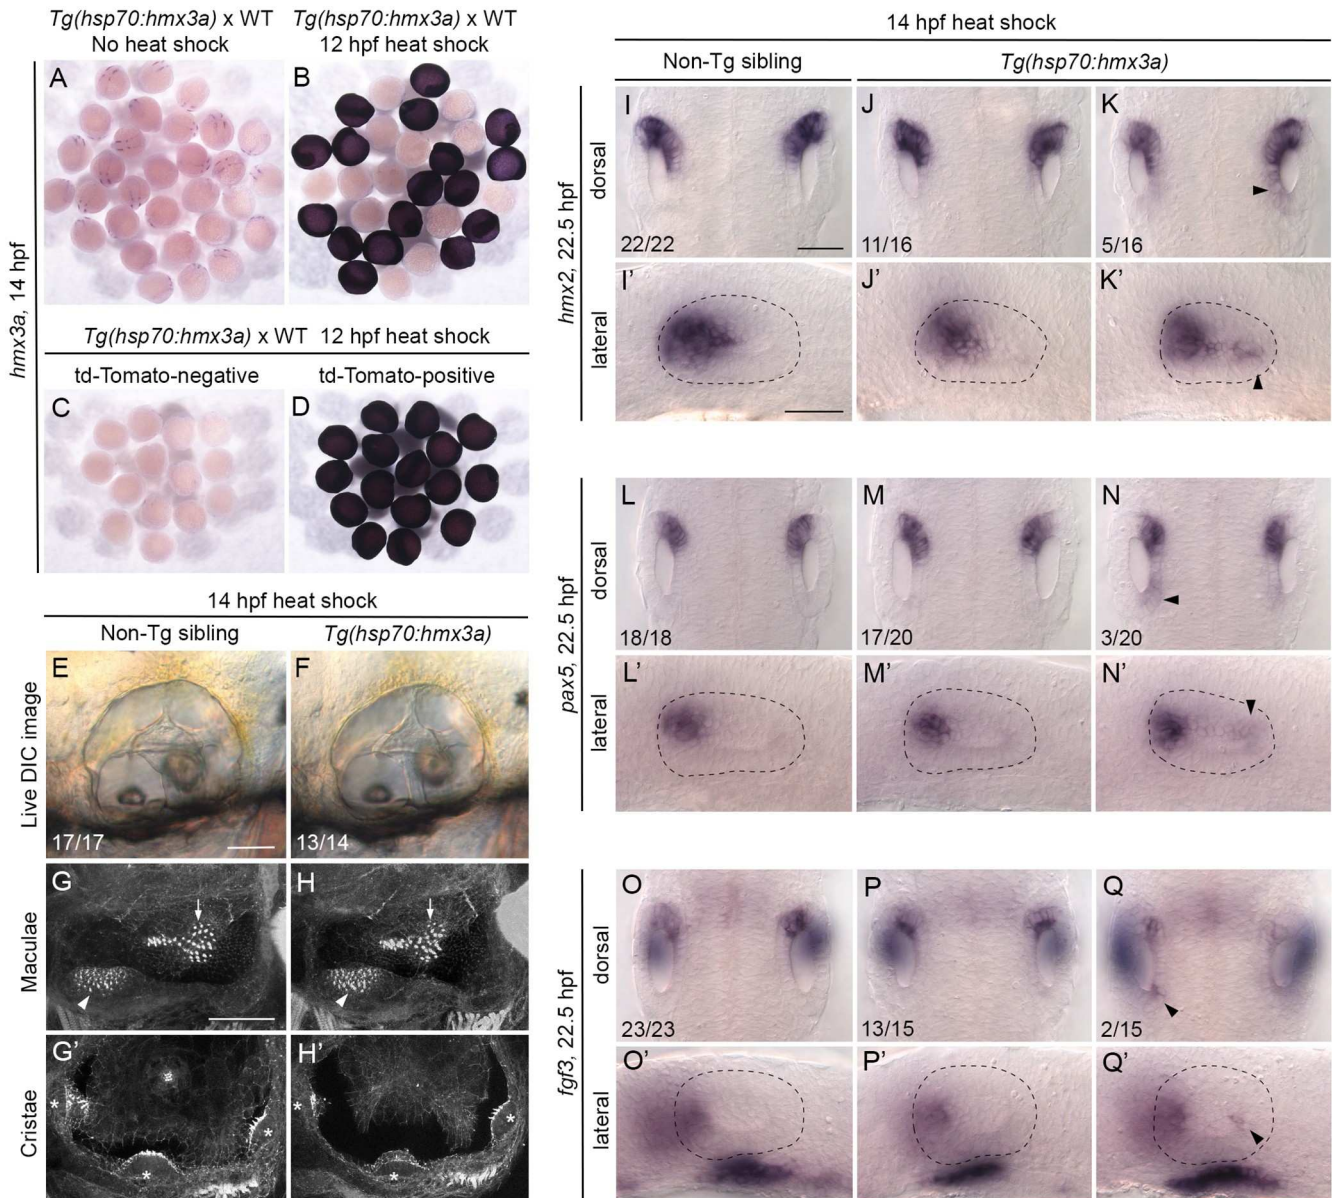 Tg(hsp70:hmx3a) x WT
No heat shock
Tg(hsp70:hmx3a) x WT
12 hpf heat shock
hmx3a, 14 hpf
A
B
Tg(hsp70:hmx3a) x WT 12 hpf heat shock
td-Tomato-negative
td-Tomato-positive
C
D
14 hpf heat shock
Non-Tg sibling
Tg(hsp70:hmx3a)
Live DIC image
E
17/17
F
13/14
Maculae
G
H
Cristae
G’
*
*
*
H’
*
*
*
14 hpf heat shock
Non-Tg sibling
Tg(hsp70:hmx3a)
hmx2, 22.5 hpf
dorsal
I
22/22
J
11/16
K
5/16
lateral
I’
J’
K’
pax5, 22.5 hpf
dorsal
L
18/18
M
17/20
N
3/20
lateral
L’
M’
N’
fgf3, 22.5 hpf
dorsal
O
23/23
P
13/15
Q
2/15
lateral
O’
P’
Q’